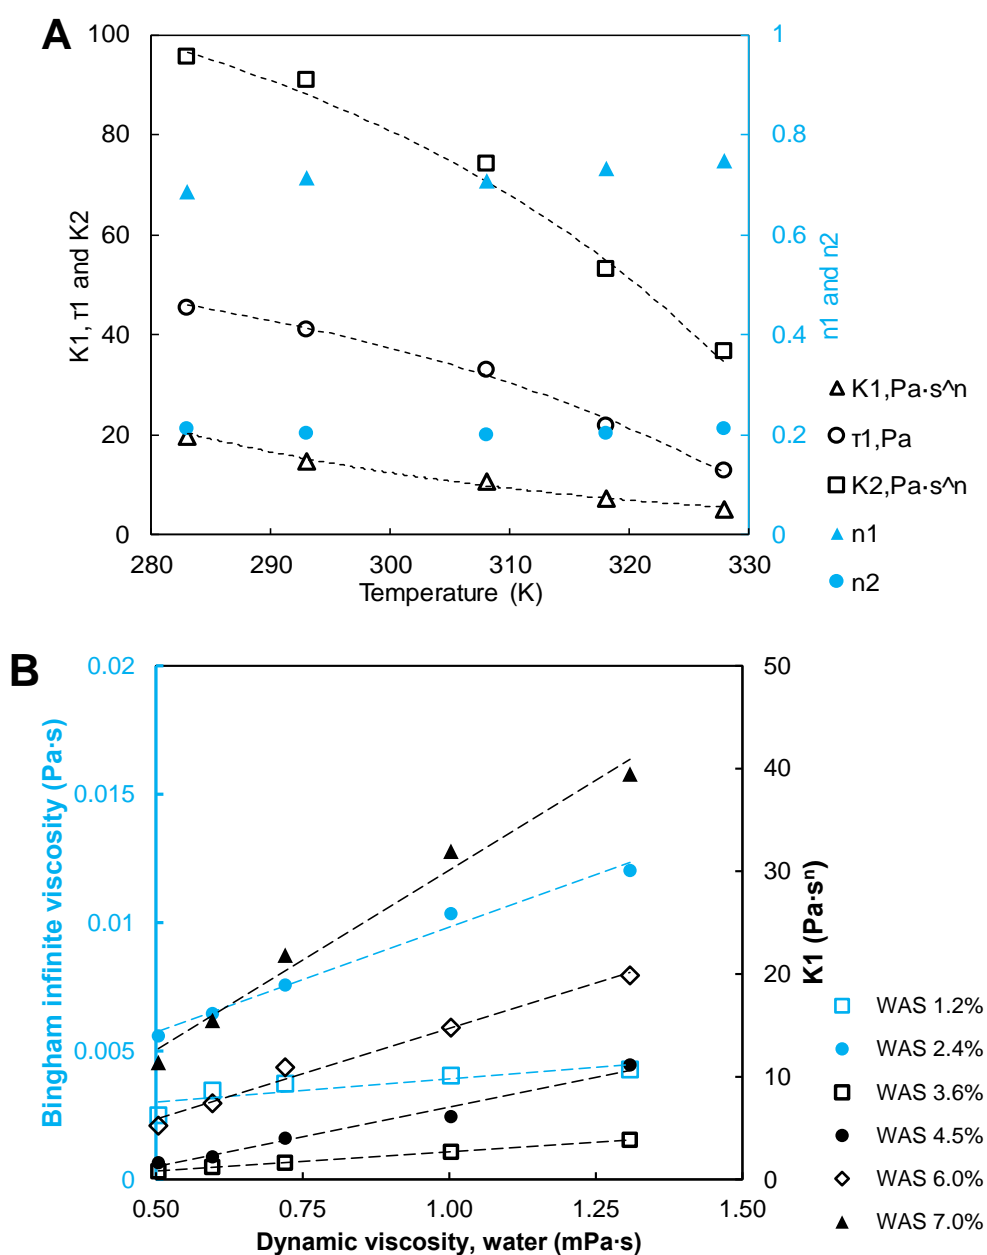 A
100
80
60
40
20
0
K1, τ1 and K2
1
0.8
0.6
0.4
0.2
0
n1 and n2
280 290 300 310 320 330
Temperature (K)
K1,Pa·s^n
τ1,Pa
K2,Pa·s^n
n1
n2
B
0.02
0.015
0.01
0.005
0
Bingham infinite viscosity (Pa·s)
50
40
30
20
10
0
K1 (Pa·sⁿ)
0.50 0.75 1.00 1.25 1.50
Dynamic viscosity, water (mPa·s)
WAS 1.2%
WAS 2.4%
WAS 3.6%
WAS 4.5%
WAS 6.0%
WAS 7.0%